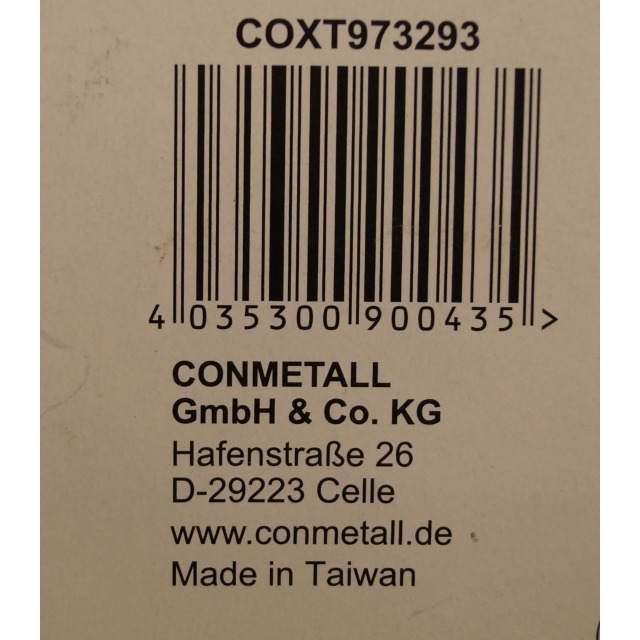 COXT973293
4 035300 900435 >
CONMETALL
GmbH & Co. KG
Hafenstraße 26
D-29223 Celle
www.conmetall.de
Made in Taiwan